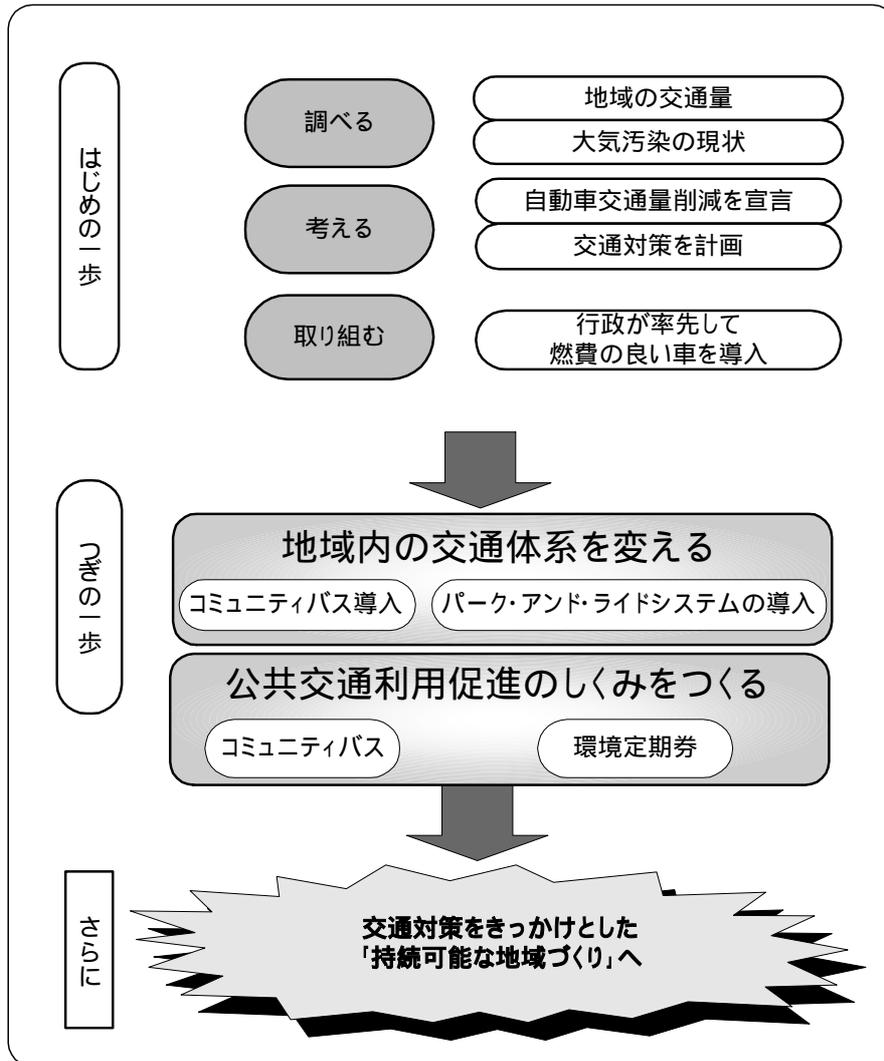 はじめの一歩
調べる
地域の交通量
大気汚染の現状
考える
自動車交通量削減を宣言
交通対策を計画
取り組む
行政が率先して
燃費の良い車を導入
つぎの一歩
地域内の交通体系を変える
コミュニティバス導入
パーク・アンド・ライドシステムの導入
公共交通利用促進のしくみをつくる
コミュニティバス
環境定期券
さらに
交通対策をきっかけとした
「持続可能な地域づくり」へ